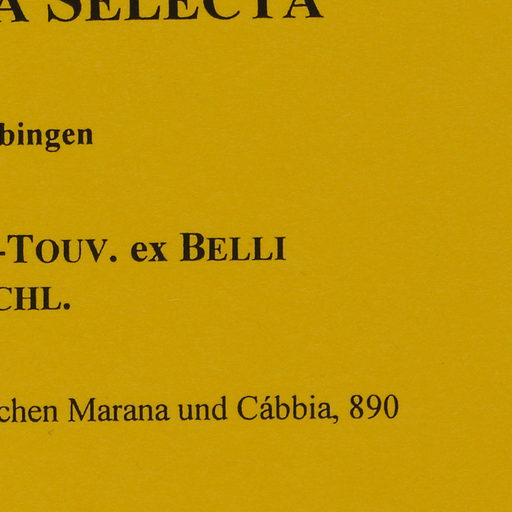 A SELECTA
bingen
-TOUV. ex BELLI
CHL.
chen Marana und Cábbia, 890